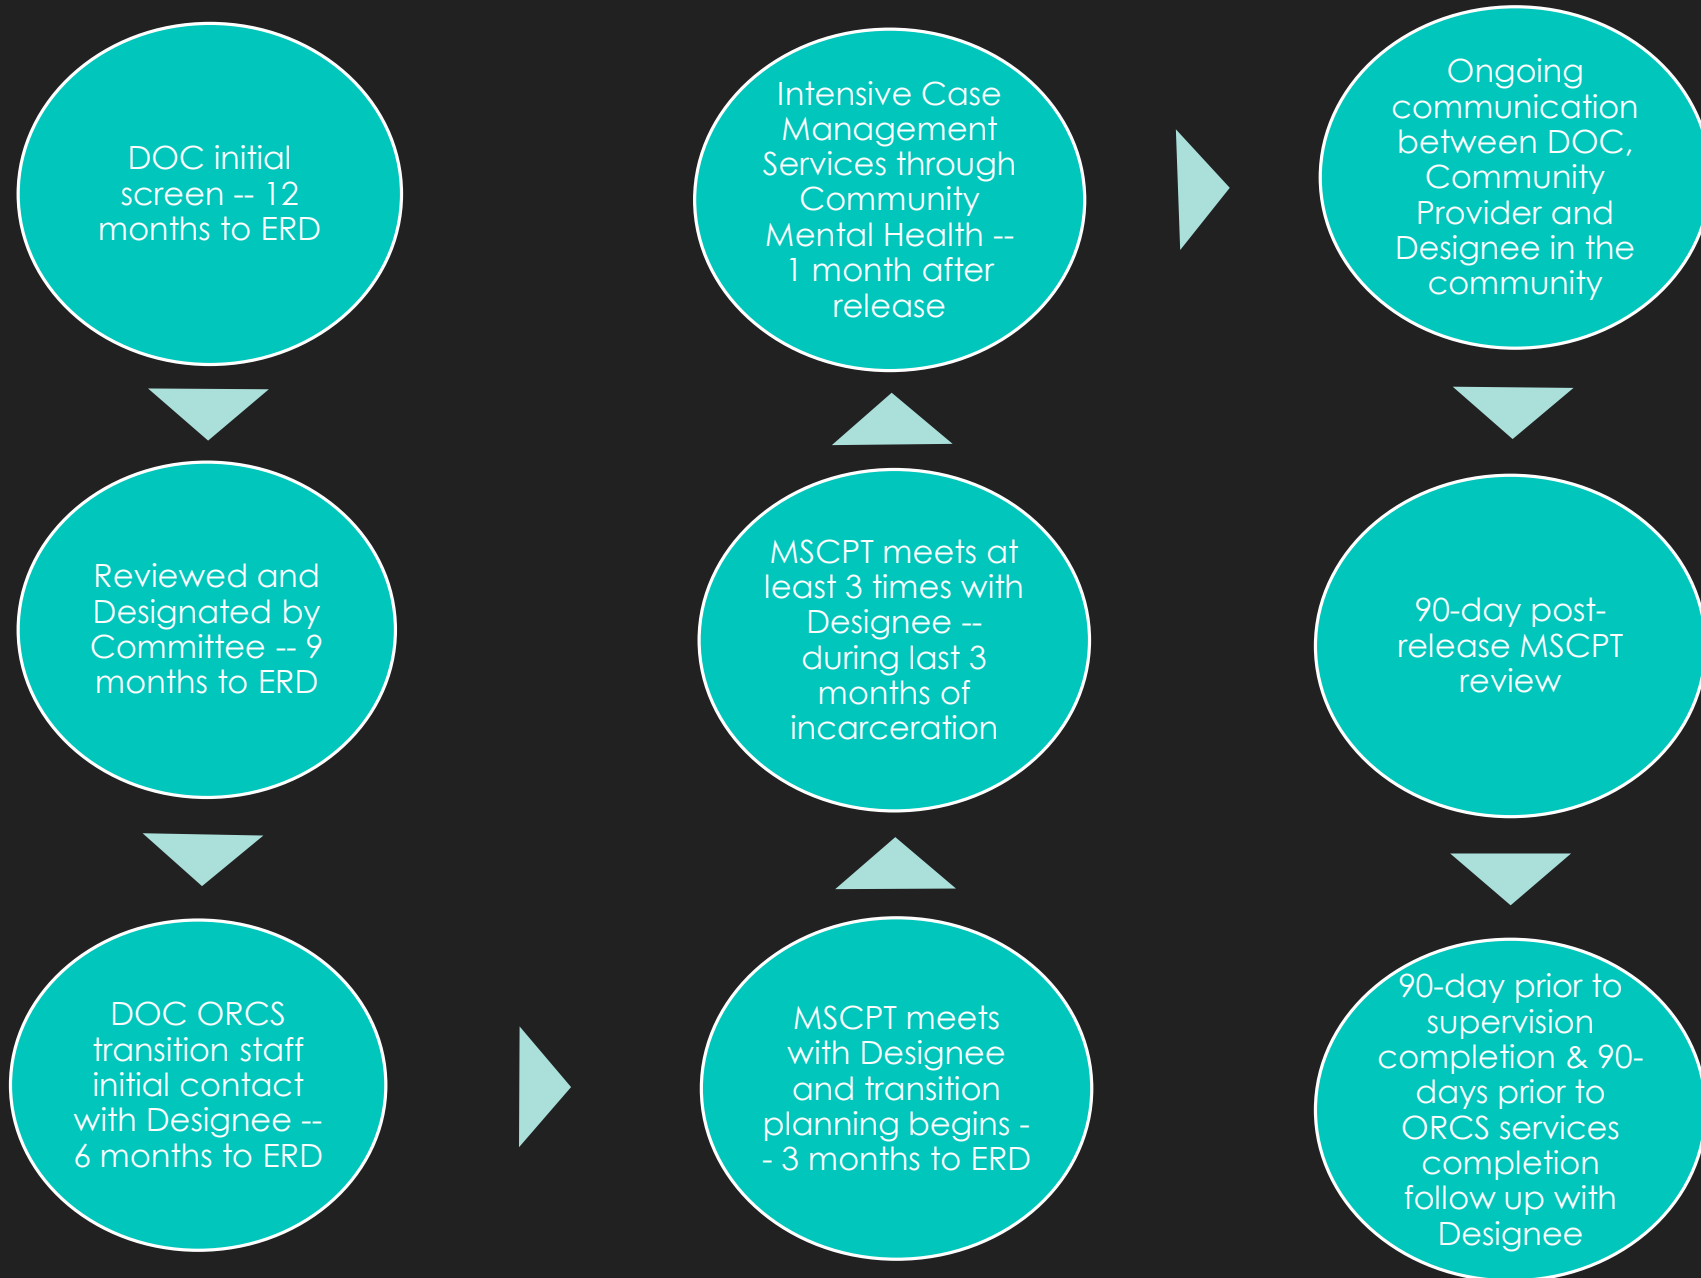 DOC initial
screen -- 12
months to ERD
Reviewed and
Designated by
Committee -- 9
months to ERD
DOC ORCS
transition staff
initial contact
with Designee --
6 months to ERD
MSCPT meets
with Designee
and transition
planning begins -
- 3 months to ERD
MSCPT meets at
least 3 times with
Designee --
during last 3
months of
incarceration
Intensive Case
Management
Services through
Community
Mental Health --
1 month after
release
Ongoing
communication
between DOC,
Community
Provider and
Designee in the
community
90-day post-
release MSCPT
review
90-day prior to
supervision
completion & 90-
days prior to
ORCS services
completion
follow up with
Designee